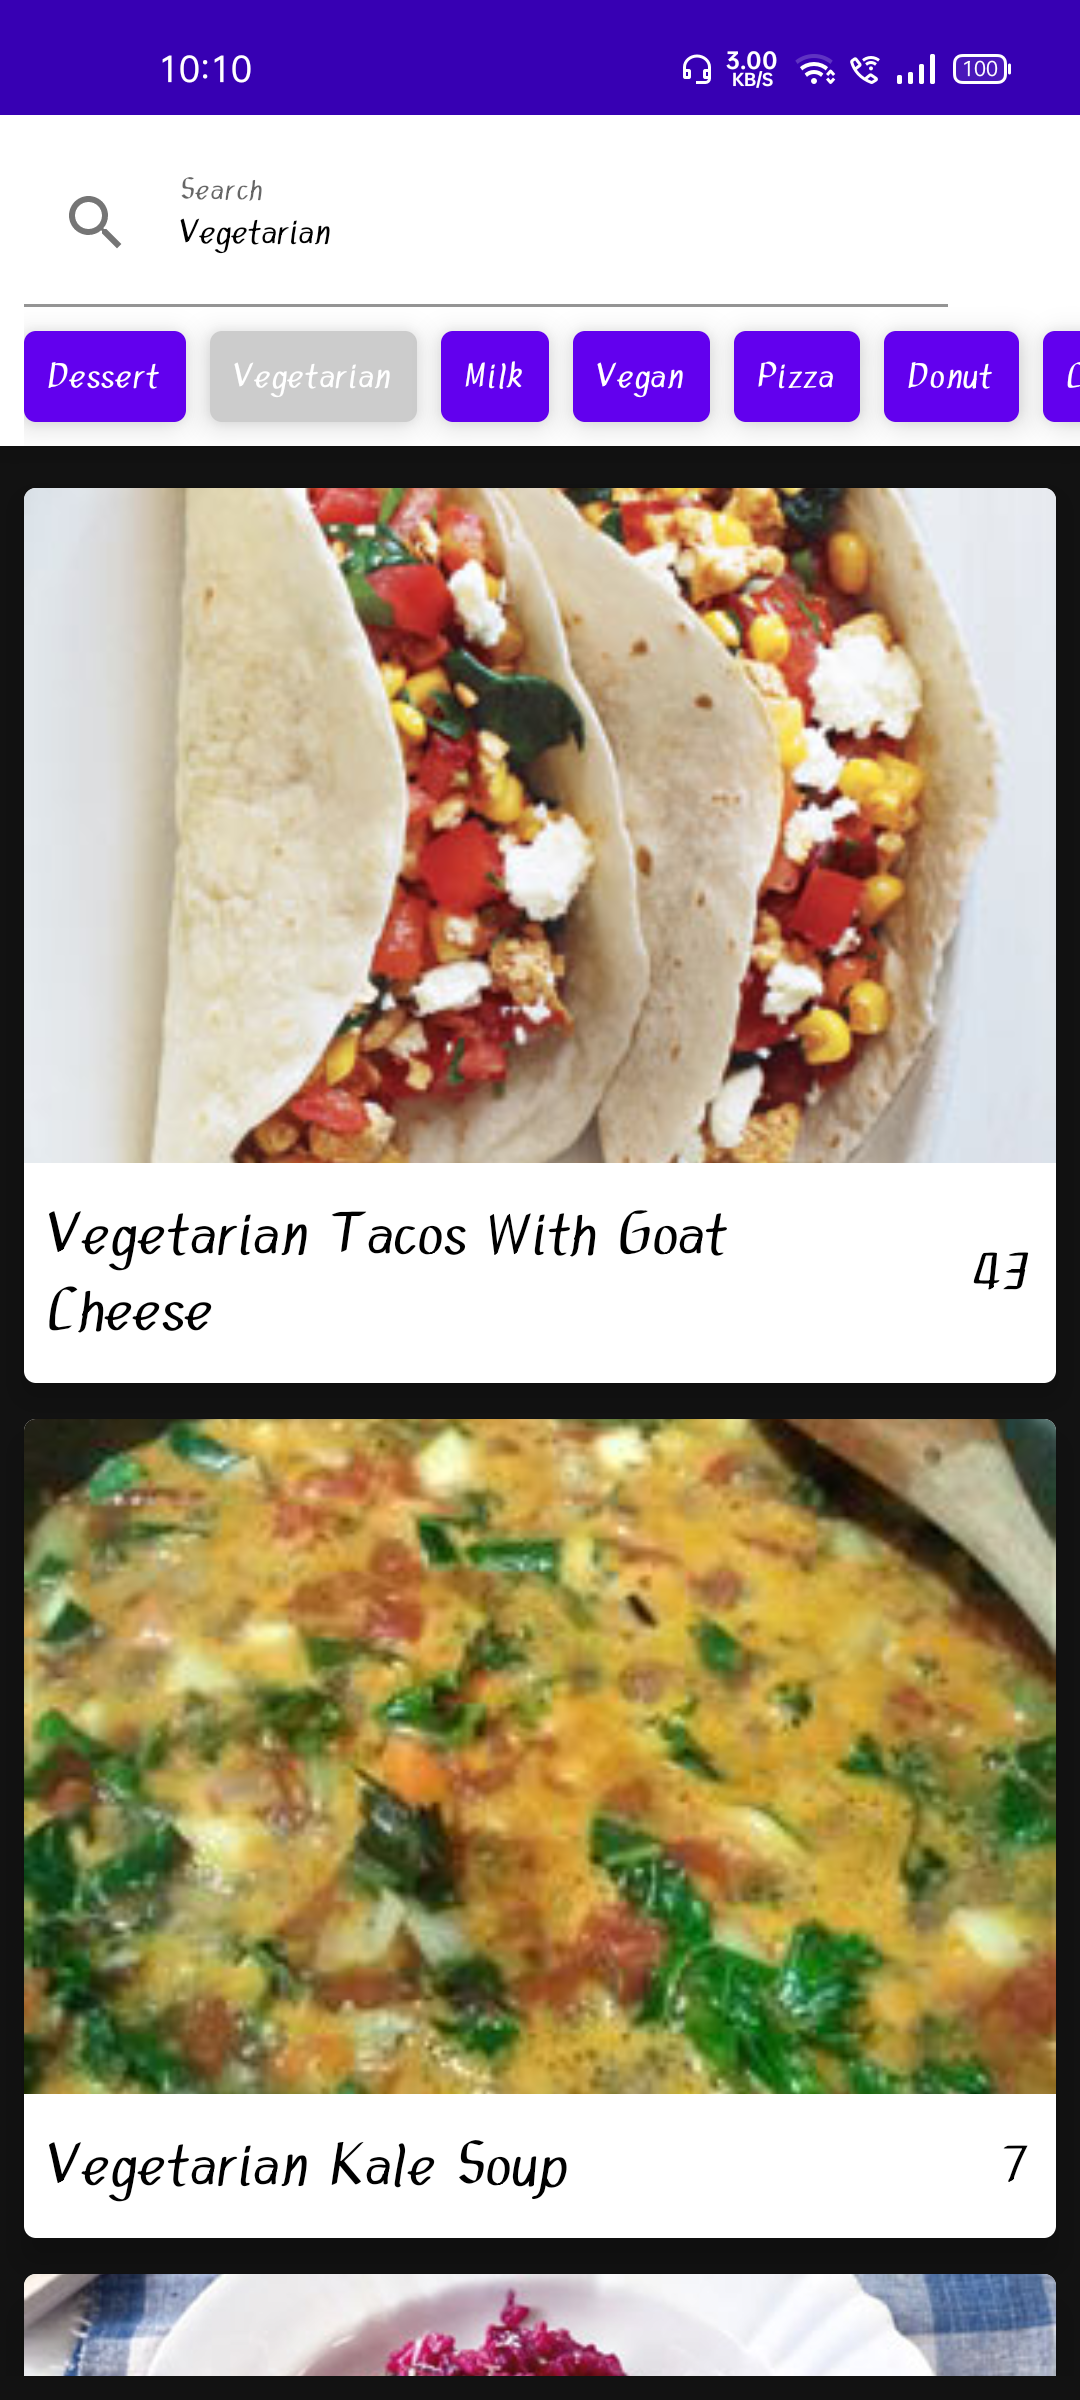 10:10
3.00
KB/S
100
Search
Vegetarian
Dessert Vegetarian Milk Vegan Pizza Donut
Vegetarian Tacos With Goat
Cheese
43
Vegetarian Kale Soup
7